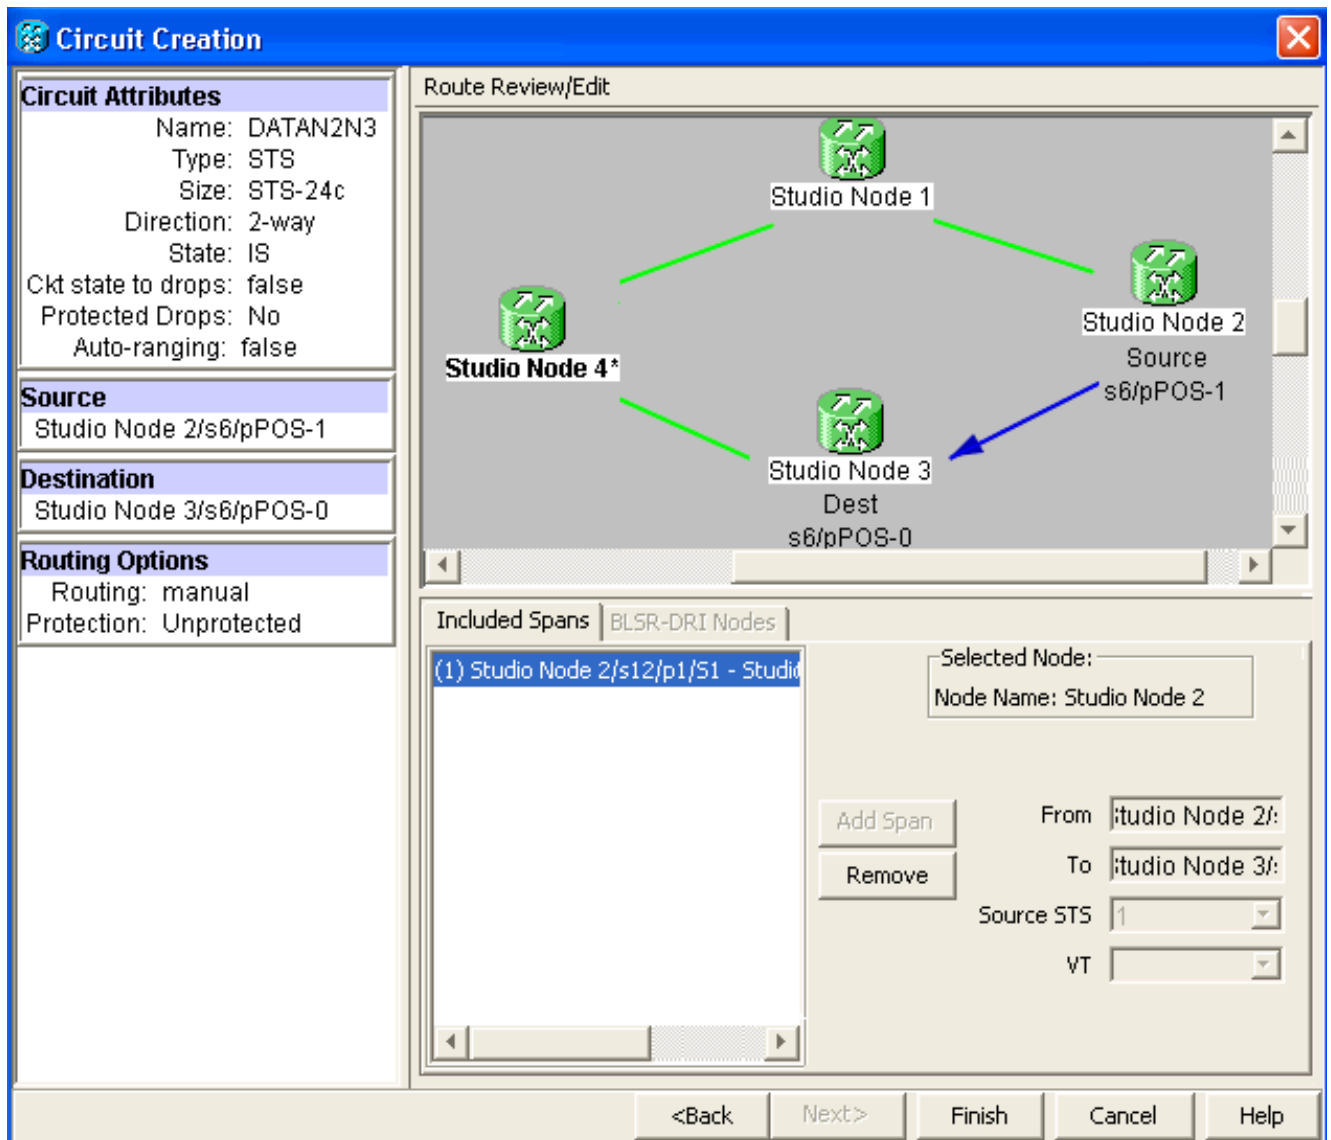 Circuit Creation
Circuit Attributes
Name: DATAN2N3
Type: STS
Size: STS-24c
Direction: 2-way
State: IS
Ckt state to drops: false
Protected Drops: No
Auto-ranging: false
Source
Studio Node 2/s6/pPOS-1
Destination
Studio Node 3/s6/pPOS-0
Routing Options
Routing: manual
Protection: Unprotected
Route Review/Edit
Studio Node 1
Studio Node 2
Source
s6/pPOS-1
Studio Node 4*
Studio Node 3
Dest
s6/pPOS-0
Included Spans
BLSR-DRI Nodes
(1) Studio Node 2/s12/p1/S1 - Studi
Selected Node:
Node Name: Studio Node 2
Add Span
Remove
From tudio Node 2/
To tudio Node 3/
Source STS 1
VT
<Back
Next>
Finish
Cancel
Help